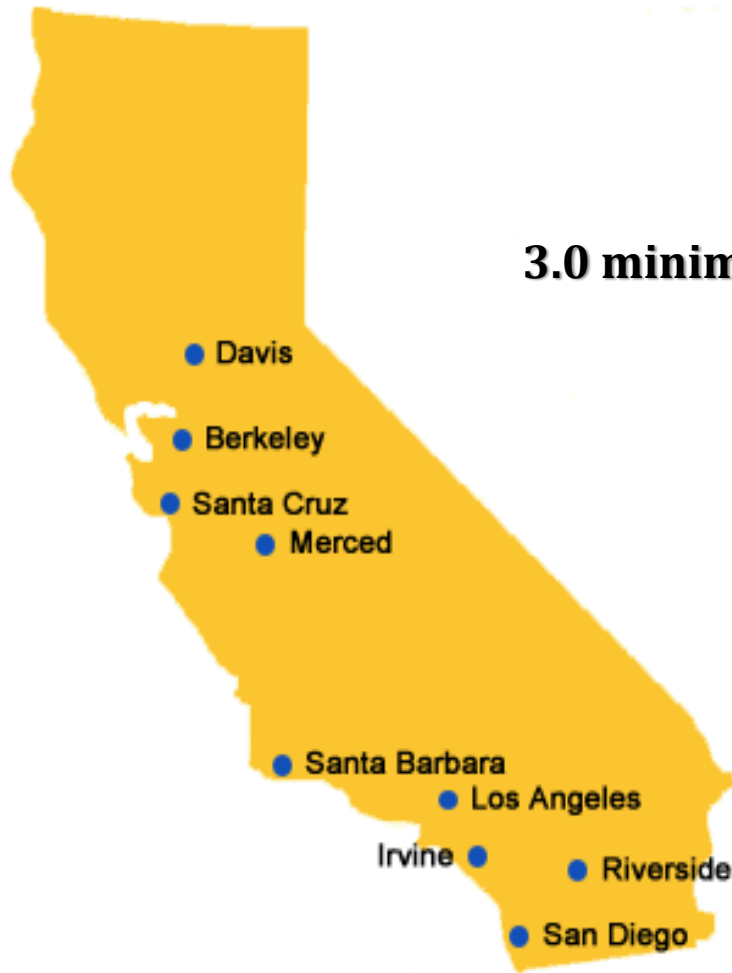 3.0 minim
Davis
Berkeley
Santa Cruz
Merced
Santa Barbara
Los Angeles
Irvine
Riverside
San Diego